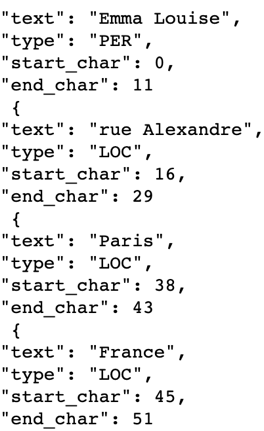 "text": "Emma Louise",
"type": "PER",
"start_char": 0,
"end_char": 11
{
"text": "rue Alexandre",
"type": "LOC",
"start_char": 16,
"end_char": 29
{
"text": "Paris",
"type": "LOC",
"start_char": 38,
"end_char": 43
{
"text": "France",
"type": "LOC",
"start_char": 45,
"end_char": 51